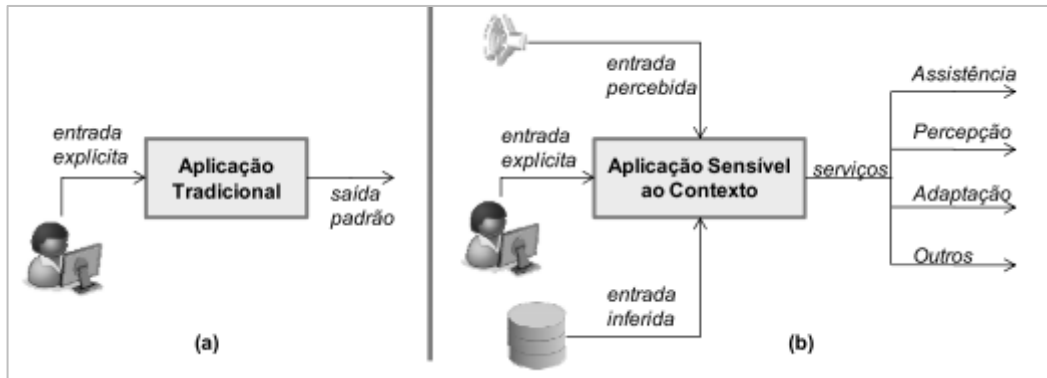 entrada
explícita
Aplicação
Tradicional
saída
padrão
(a)
entrada
percebida
entrada
explícita
Aplicação Sensível
ao Contexto
entrada
inferida
serviços
Assistência
Percepção
Adaptação
Outros
(b)